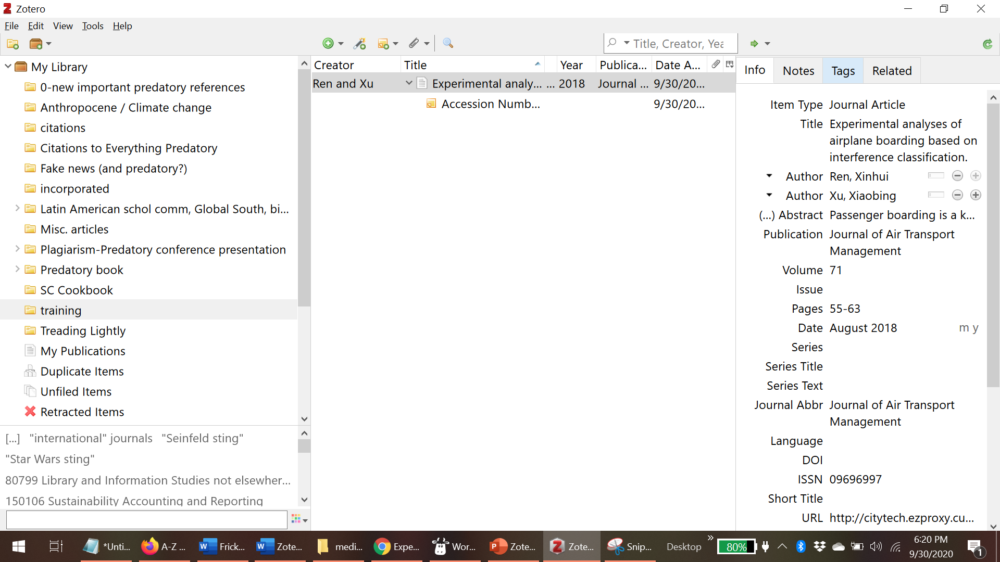 Zotero
File Edit View Tools Help
Title, Creator, Yea
My Library
0-new important predatory references
Anthropocene / Climate change
citations
Citations to Everything Predatory
Fake news (and predatory?)
incorporated
Latin American schol comm, Global South, bi...
Misc. articles
Plagiarism-Predatory conference presentation
Predatory book
SC Cookbook
training
Treading Lightly
My Publications
Duplicate Items
Unfiled Items
Retracted Items
[...] "international" journals "Seinfeld sting"
"Star Wars sting"
80799 Library and Information Studies not elsewher...
150106 Sustainability Accounting and Reporting
Creator Title Year Publica... Date A...
Ren and Xu Experimental analy... ... 2018 Journal ... 9/30/20...
Accession Numb... 9/30/20...
Info Notes Tags Related
Item Type Journal Article
Title Experimental analyses of
airplane boarding based on
interference classification.
Author Ren, Xinhui
Author Xu, Xiaobing
(...) Abstract Passenger boarding is a k...
Publication Journal of Air Transport
Management
Volume 71
Issue
Pages 55-63
Date August 2018 m y
Series
Series Title
Series Text
Journal Abbr Journal of Air Transport
Management
Language
DOI
ISSN 09696997
Short Title
URL http://citytech.ezproxy.cu...
*Unti... A-Z ... Frick... Zote... medi... Expe... Wor... Zote... Zote... Snip... Desktop 80% 6:20 PM
9/30/2020
1